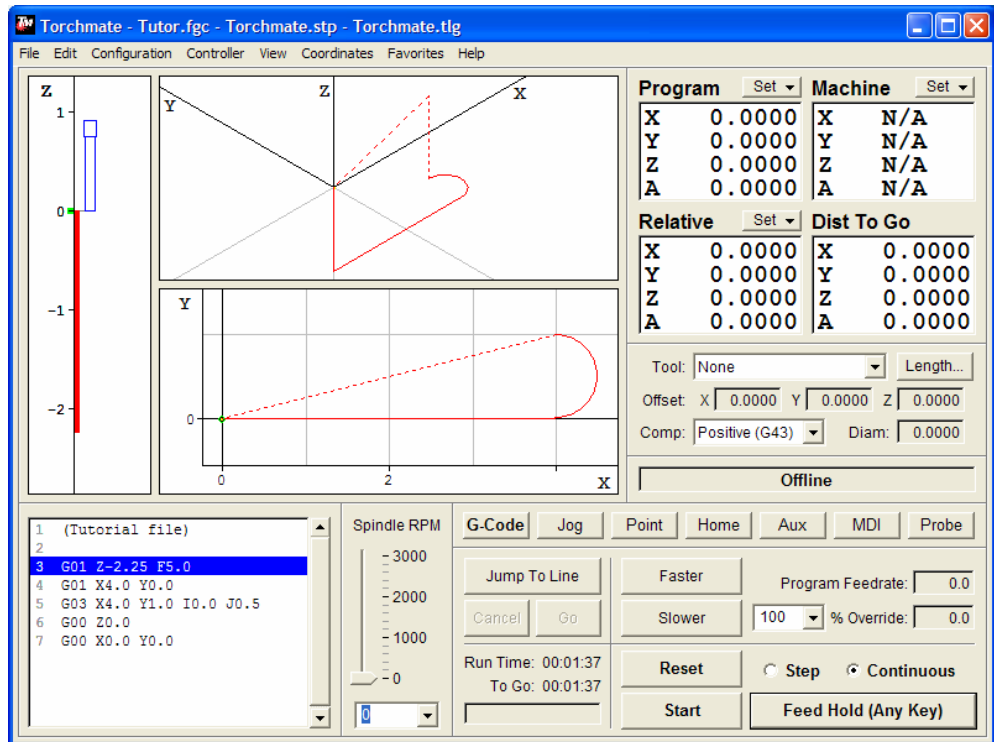 Torchmate - Tutor.fgc - Torchmate.stp - Torchmate.tlg
File Edit Configuration Controller View Coordinates Favorites Help
Z
1
0
-1
-2
Y Z X
Y
0
0 2 X
Program Set
X 0.0000
Y 0.0000
Z 0.0000
A 0.0000
Machine Set
X N/A
Y N/A
Z N/A
A N/A
Relative Set
X 0.0000
Y 0.0000
Z 0.0000
A 0.0000
Dist To Go
X 0.0000
Y 0.0000
Z 0.0000
A 0.0000
Tool: None Length...
Offset: X 0.0000 Y 0.0000 Z 0.0000
Comp: Positive (G43) Diam: 0.0000
Offline
1 (Tutorial file)
2
3 G01 Z-2.25 F5.0
4 G01 X4.0 Y0.0
5 G03 X4.0 Y1.0 I0.0 J0.5
6 G00 Z0.0
7 G00 X0.0 Y0.0
Spindle RPM
3000
2000
1000
0
0
G-Code Jog Point Home Aux MDI Probe
Jump To Line
Cancel Go
Run Time: 00:01:37
To Go: 00:01:37
Faster
Slower
Program Feedrate: 0.0
100 % Override: 0.0
Reset Step Continuous
Start Feed Hold (Any Key)